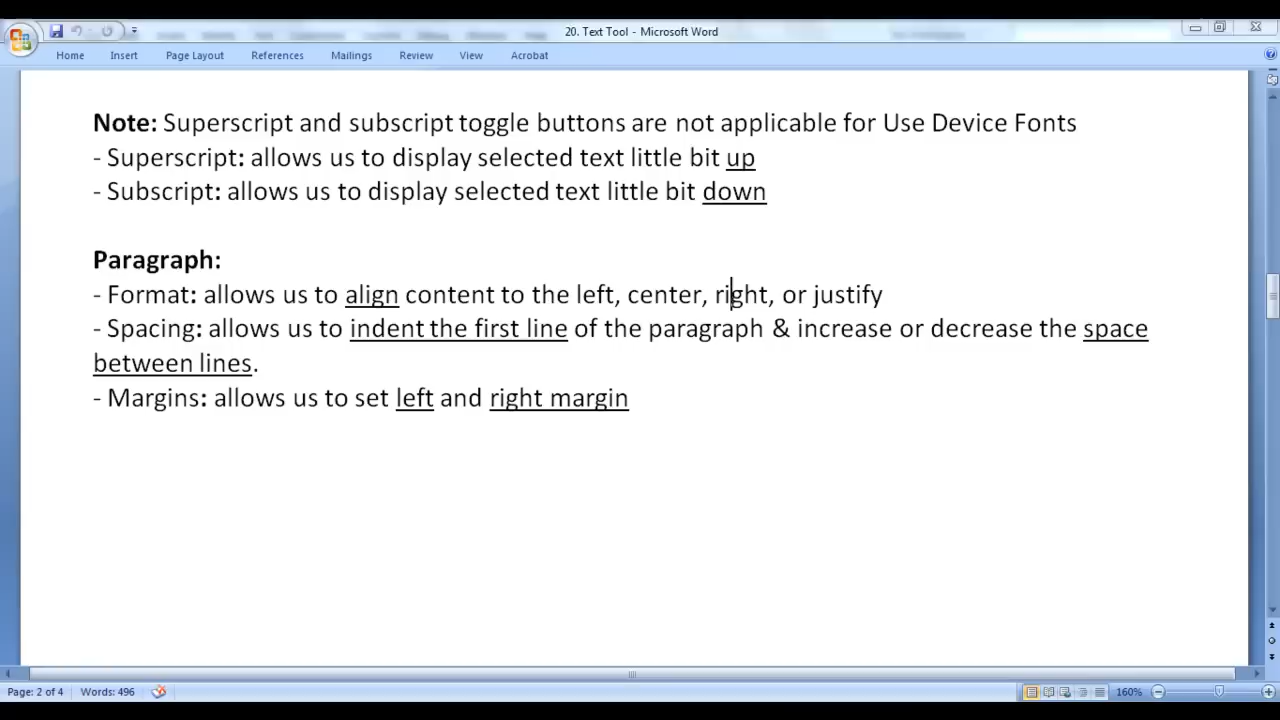 20. Text Tool - Microsoft Word
Home Insert Page Layout References Mailings Review View Acrobat
Note: Superscript and subscript toggle buttons are not applicable for Use Device Fonts
- Superscript: allows us to display selected text little bit up
- Subscript: allows us to display selected text little bit down
Paragraph:
- Format: allows us to align content to the left, center, right, or justify
- Spacing: allows us to indent the first line of the paragraph & increase or decrease the space
between lines.
- Margins: allows us to set left and right margin
Page: 2 of 4 Words: 496 160%